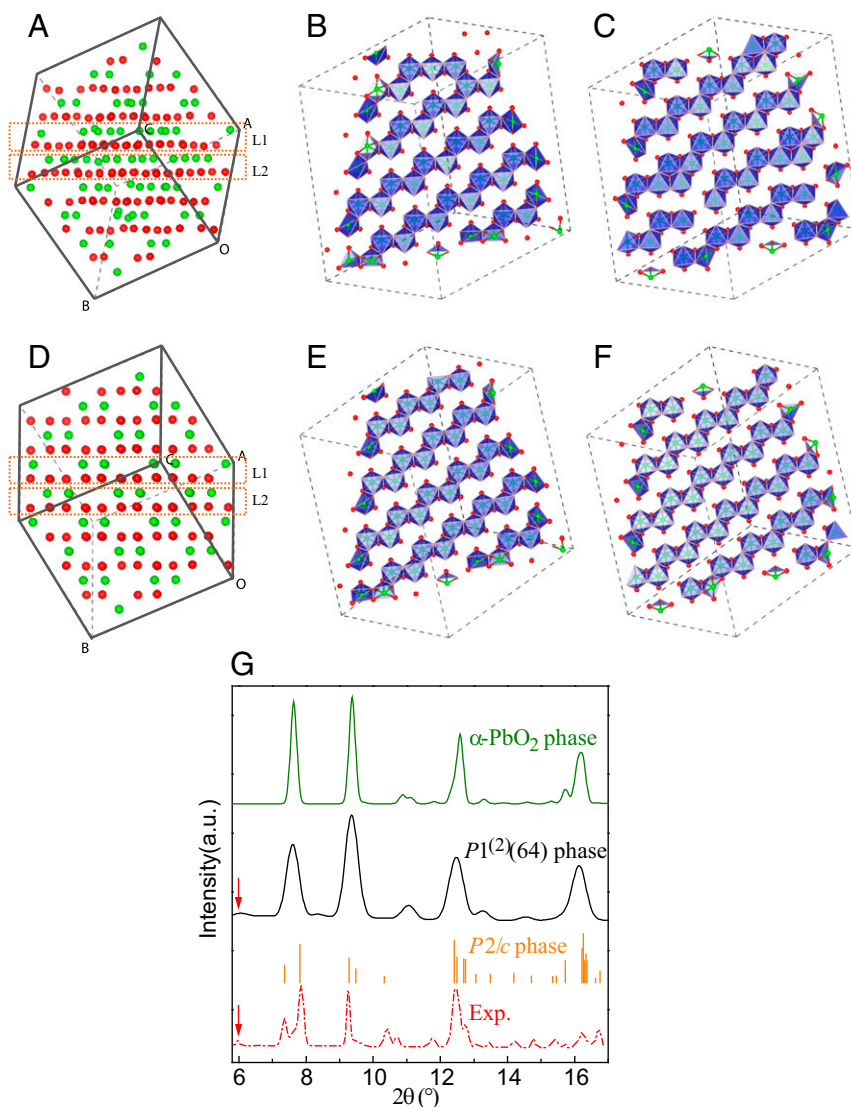 A
B
C
A
C
L1
L2
O
B
D
E
F
A
C
L1
L2
O
B
G
Intensity(a.u.)
α-PbO₂ phase
P1⁽²⁾(64) phase
P2/c phase
Exp.
6 8 10 12 14 16
2θ (°)